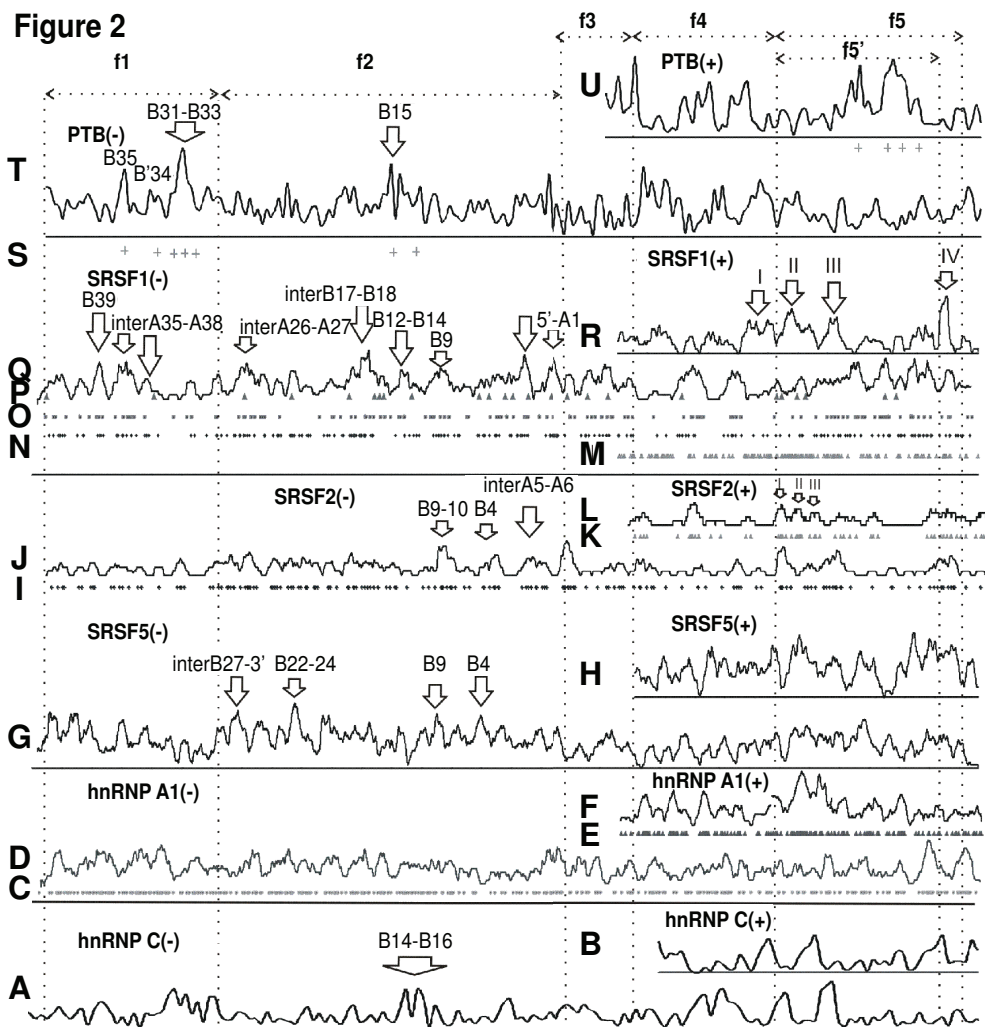 Figure 2
f3 f4 f5
f1 f2 f5'
PTB(+) U
B31-B33 B15
PTB(-)
B35
B'34
T
S
SRSF1(-) SRSF1(+) I II III IV
B39 interB17-B18
interA35-A38 interA26-A27 B12-B14 5'-A1
B9
R
Q
P
O
N M
interA5-A6
SRSF2(-) SRSF2(+) I II III
B9-10 B4
L
K
J
I
SRSF5(-) SRSF5(+)
interB27-3' B22-24 B9 B4
H
G
hnRNP A1(-) hnRNP A1(+)
F
E
D
C
hnRNP C(-) B14-B16 B hnRNP C(+)
A